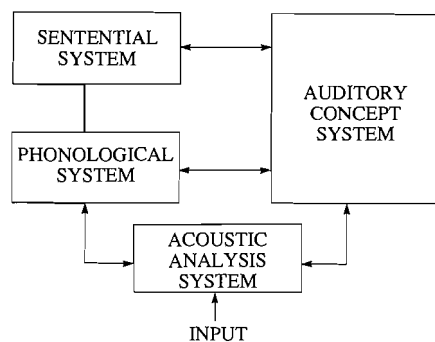 SENTENTIAL
SYSTEM
AUDITORY
CONCEPT
SYSTEM
PHONOLOGICAL
SYSTEM
ACOUSTIC
ANALYSIS
SYSTEM
INPUT